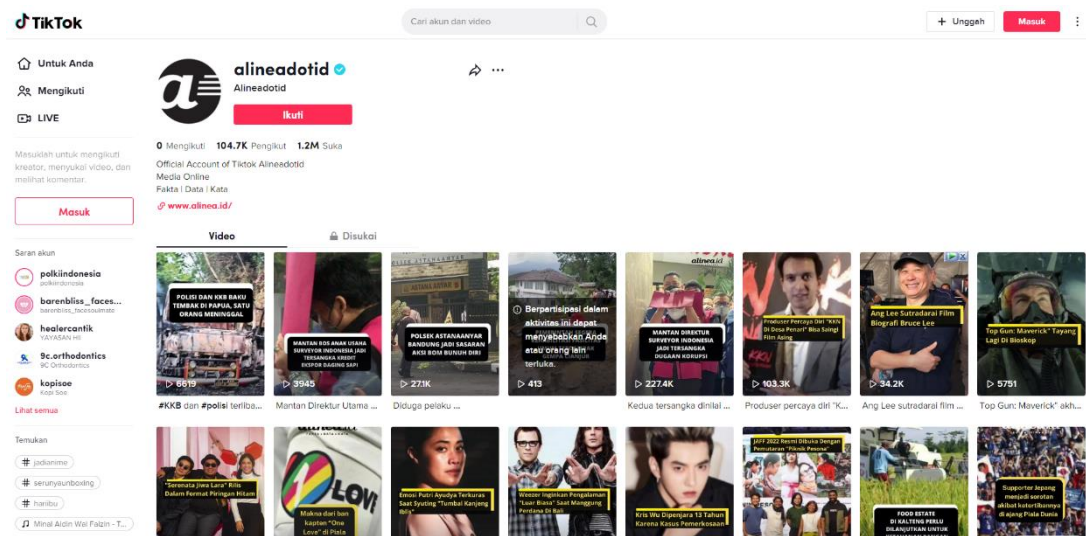 TikTok
Cari akun dan video
+ Unggah
Masuk
Untuk Anda
Mengikuti
LIVE
Masuklah untuk mengikuti
kreator, menyukai video, dan
melihat komentar.
Masuk
Saran akun
polkiindonesia
polkiindonesia
barenbliss_faces...
barenbliss_facesoulmate
healercantik
YAYASAN HII
9c.orthodontics
9C Orthodontics
kopisoe
Kopi Soe
Lihat semua
Temukan
# jadianime
# serunyaunboxing
# haribu
Minal Aidin Wal Faizin - T...
alineadotid
Alineadotid
Ikuti
0 Mengikuti 104.7K Pengikut 1.2M Suka
Official Account of Tiktok Alineadotid
Media Online
Fakta | Data | Kata
www.alinea.id/
Video
Disukai
POLISI DAN KKB BAKU
TEMBAK DI PAPUA, SATU
ORANG MENINGGAL
6619
#KKB dan #polisi terliba...
MANTAN BOS ANAK USAHA
SURVEYOR INDONESIA JADI
TERSANGKA KREDIT
EKSPOR DAGING SAPI
3945
Mantan Direktur Utama ...
ASTANA ANYAR
POLSEK ASTANAANYAR
BANDUNG JADI SASARAN
AKSI BOM BUNUH DIRI
27.1K
Diduga pelaku ...
Berpartisipasi dalam
aktivitas ini dapat
menyebabkan Anda
atau orang lain
terluka.
413
alinea.id
MANTAN DIREKTUR
SURVEYOR INDONESIA
JADI TERSANGKA
DUGAAN KORUPSI
227.4K
Kedua tersangka dinilai ...
Produser Percaya Diri "KKN
Di Desa Penari" Bisa Saingi
Film Asing
KKN
103.3K
Produser percaya diri "K...
Ang Lee Sutradarai Film
Biografi Bruce Lee
34.2K
Ang Lee sutradarai film ...
Top Gun: Maverick" Tayang
Lagi Di Bioskop
5751
Top Gun: Maverick" akh...
"Serenata Jiwa Lara" Rilis
Dalam Format Piringan Hitam
LOV
Makna dari ban
kapten "One
Love" di Piala
Emosi Putri Ayudya Terkuras
Saat Syuting "Tumbal Kanjeng
Iblis"
Weezer Inginkan Pengalaman
"Luar Biasa" Saat Manggung
Perdana Di Bali
Kris Wu Dipenjara 13 Tahun
Karena Kasus Pemerkosaan
JAFF 2022 Resmi Dibuka Dengan
Pemutaran "Piknik Pesona"
FOOD ESTATE
DI KALTENG PERLU
DILANJUTKAN UNTUK
Supporter Jepang
menjadi sorotan
akibat ketertibannya
di ajang Piala Dunia